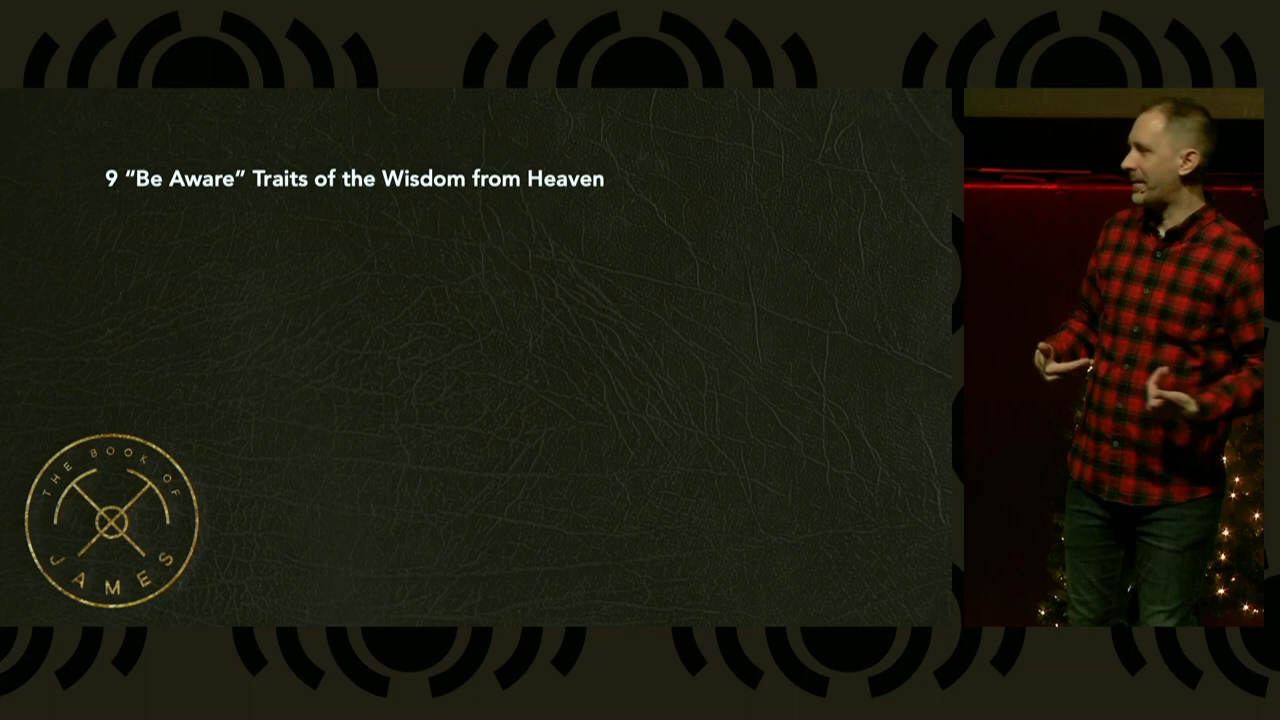 9 “Be Aware” Traits of the Wisdom from Heaven
THE BOOK OF
JAMES